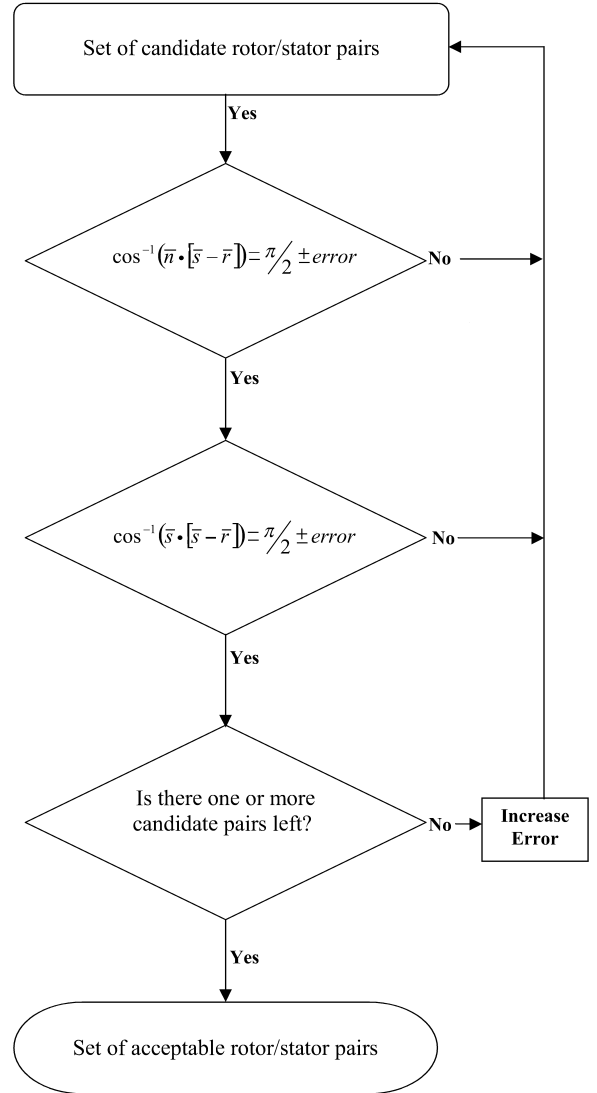 Set of candidate rotor/stator pairs
Yes
cos⁻¹(n̅•[s̅ − r̅]) = π/2 ± error
No
Yes
cos⁻¹(s̅•[s̅ − r̅]) = π/2 ± error
No
Yes
Is there one or more
candidate pairs left?
No
Increase
Error
Yes
Set of acceptable rotor/stator pairs